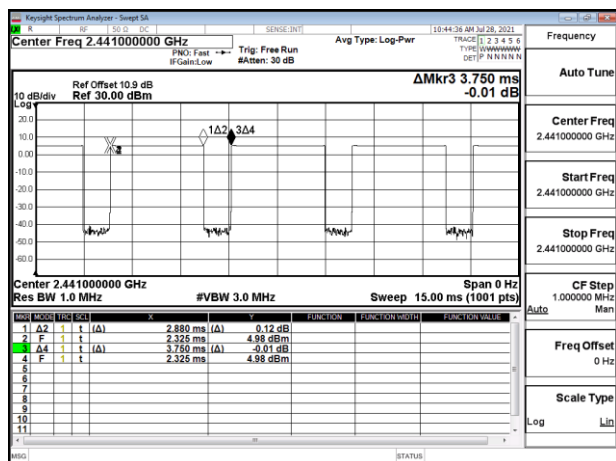 Keysight Spectrum Analyzer - Swept SA
R RF 50 Ω DC SENSE:INT 10:44:36 AM Jul 28, 2021
Center Freq 2.441000000 GHz Avg Type: Log-Pwr TRACE 1 2 3 4 5 6
PNO: Fast Trig: Free Run TYPE WWWWWW
IFGain:Low #Atten: 30 dB DET P N N N N N
Frequency
Auto Tune
Center Freq
2.441000000 GHz
Start Freq
2.441000000 GHz
Stop Freq
2.441000000 GHz
CF Step
1.000000 MHz
Auto Man
Freq Offset
0 Hz
Scale Type
Log Lin
ΔMkr3 3.750 ms
-0.01 dB
Ref Offset 10.9 dB
10 dB/div Ref 30.00 dBm
Log
20.0
10.0
0.00
-10.0
-20.0
-30.0
-40.0
-50.0
-60.0
1Δ2 3Δ4
Center 2.441000000 GHz Span 0 Hz
Res BW 1.0 MHz #VBW 3.0 MHz Sweep 15.00 ms (1001 pts)
MKR MODE TRC SCL X Y FUNCTION FUNCTION WIDTH FUNCTION VALUE
1 Δ2 1 t (Δ) 2.880 ms (Δ) 0.12 dB
2 F 1 t 2.325 ms 4.98 dBm
3 Δ4 1 t (Δ) 3.750 ms (Δ) -0.01 dB
4 F 1 t 2.325 ms 4.98 dBm
5
6
7
8
9
10
11
MSG STATUS